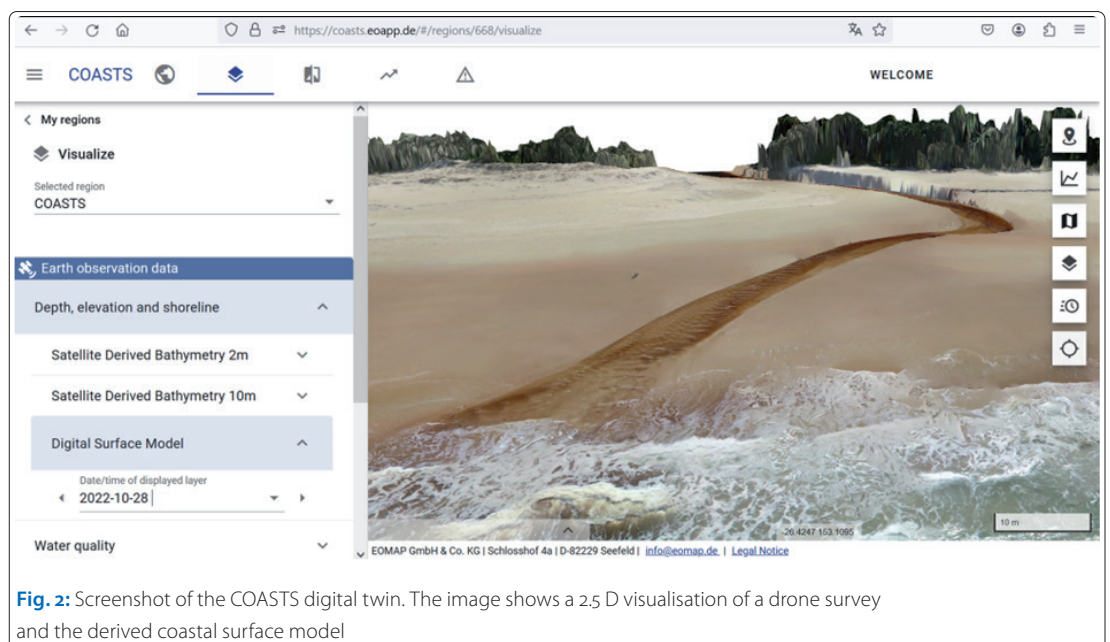 https://coasts.eoapp.de/#/regions/668/visualize
COASTS
WELCOME
My regions
Visualize
Selected region
COASTS
Earth observation data
Depth, elevation and shoreline
Satellite Derived Bathymetry 2m
Satellite Derived Bathymetry 10m
Digital Surface Model
Date/time of displayed layer
2022-10-28
Water quality
-26.4247 153.1095
10 m
EOMAP GmbH & Co. KG | Schlosshof 4a | D-82229 Seefeld | info@eomap.de | Legal Notice
Fig. 2: Screenshot of the COASTS digital twin. The image shows a 2.5 D visualisation of a drone survey
and the derived coastal surface model